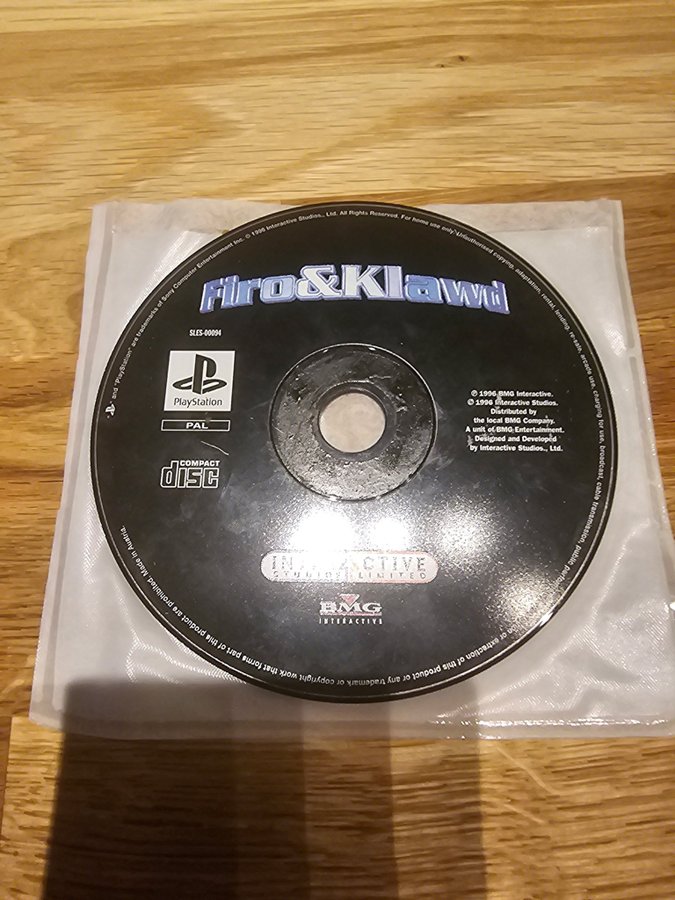 and "PlayStation" are trademarks of Sony Computer Entertainment Inc. © 1996 Interactive Studios., Ltd. All Rights Reserved. For home use only. Unauthorised copying, adaptation, rental, lending, re-sale, arcade use, charging for use, broadcast, cable transmission, public
or extraction of this product or any trademark or copyright work that forms part of this product are prohibited. Made in Austria.
Firo&Klawd
SLES-00094
PlayStation
PAL
COMPACT
disc
℗ 1996 BMG Interactive.
© 1996 Interactive Studios.
Distributed by
the local BMG Company.
A unit of BMG Entertainment.
Designed and Developed
by Interactive Studios., Ltd.
INTERACTIVE
STUDIOS LIMITED
BMG
INTERACTIVE